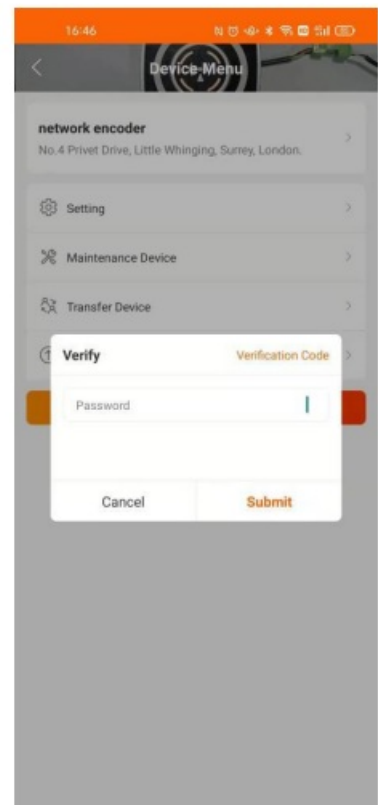 16:46
Device Menu
network encoder
No.4 Privet Drive, Little Whinging, Surrey, London.
Setting
Maintenance Device
Transfer Device
Verify
Verification Code
Password
Cancel
Submit